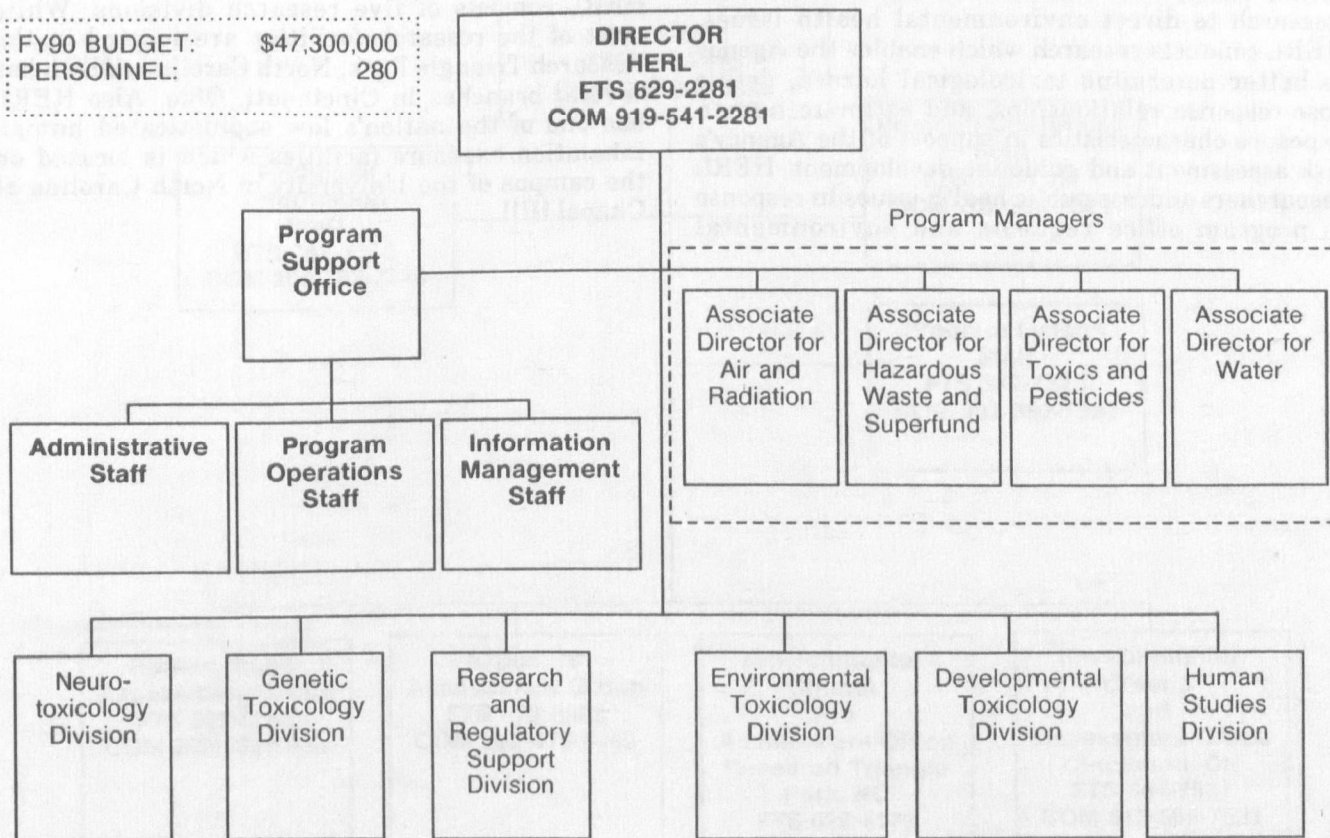 FY90 BUDGET: $47,300,000
PERSONNEL: 280
DIRECTOR
HERL
FTS 629-2281
COM 919-541-2281
Program
Support
Office
Program Managers
Associate
Director for
Air and
Radiation
Associate
Director for
Hazardous
Waste and
Superfund
Associate
Director for
Toxics and
Pesticides
Associate
Director for
Water
Administrative
Staff
Program
Operations
Staff
Information
Management
Staff
Neuro-
toxicology
Division
Genetic
Toxicology
Division
Research
and
Regulatory
Support
Division
Environmental
Toxicology
Division
Developmental
Toxicology
Division
Human
Studies
Division